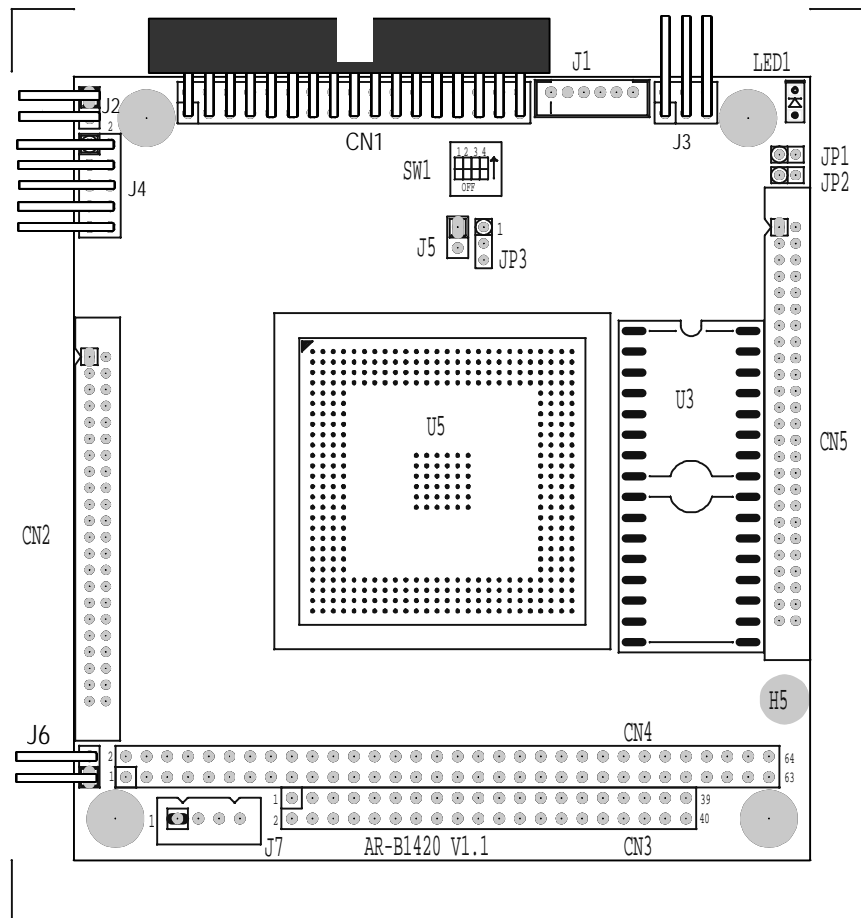 J1
LED1
J2
2
CN1
J3
1 2 3 4
SW1
OFF
JP1
JP2
J4
J5
1
JP3
U5
U3
CN5
CN2
H5
J6
CN4
2
64
1
63
1
39
1
2
40
J7
AR-B1420 V1.1
CN3